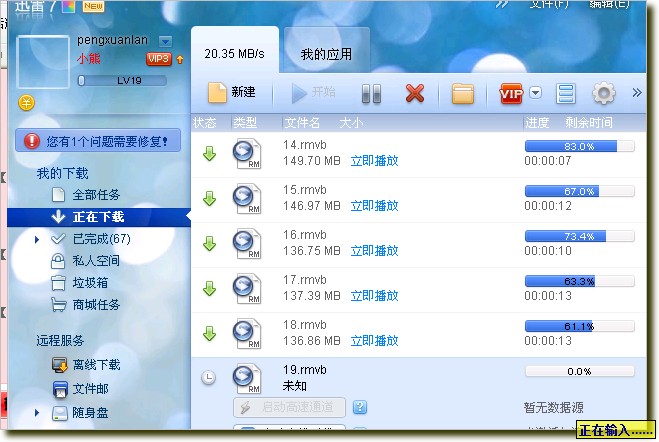 迅雷7 NEW 文件(F) 编辑(E)
pengxuanlan
小熊 VIP3
LV19
20.35 MB/s 我的应用
新建 开始 VIP
状态 类型 文件名 大小 进度 剩余时间
您有1个问题需要修复!
我的下载
全部任务
正在下载
已完成(67)
私人空间
垃圾箱
商城任务
远程服务
离线下载
文件邮
随身盘
14.rmvb 83.0%
149.70 MB 立即播放 00:00:07
15.rmvb 67.0%
146.97 MB 立即播放 00:00:12
16.rmvb 73.4%
136.75 MB 立即播放 00:00:10
17.rmvb 63.3%
137.39 MB 立即播放 00:00:13
18.rmvb 61.1%
136.86 MB 立即播放 00:00:13
19.rmvb 0.0%
未知
启动高速通道 暂无数据源
正在输入......